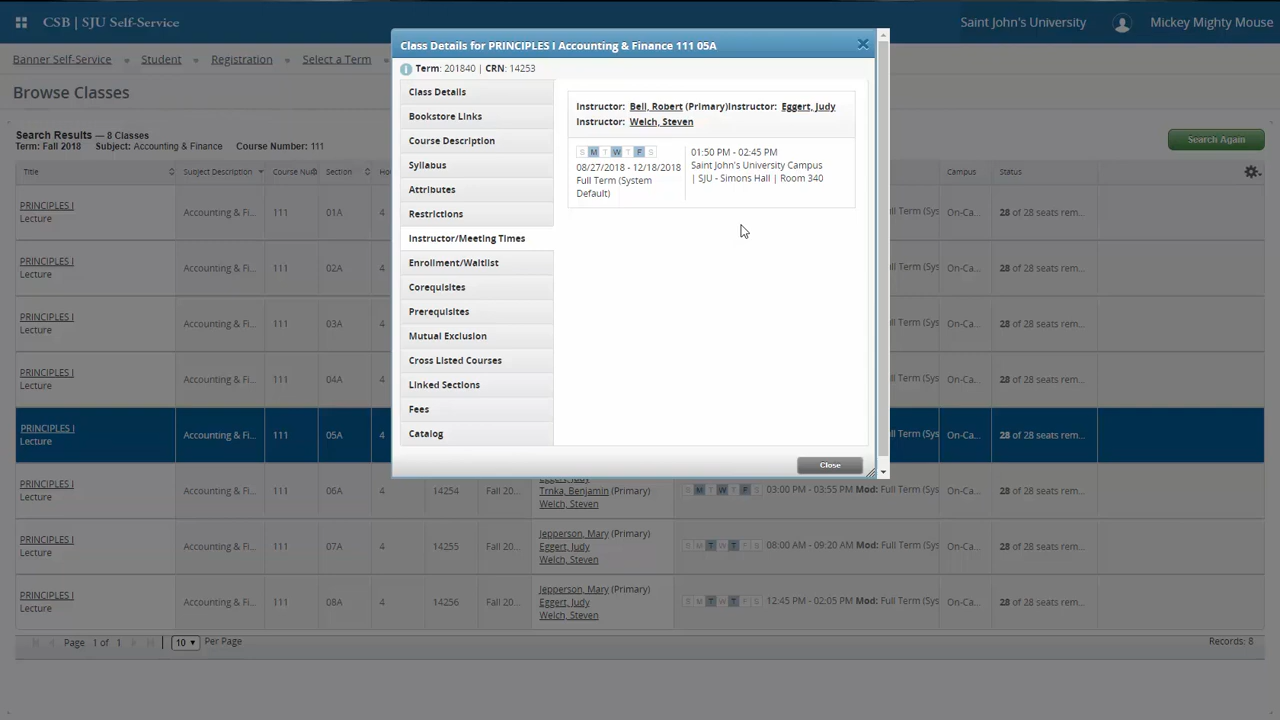 CSB | SJU Self-Service
Saint John's University
Mickey Mighty Mouse
Banner Self-Service • Student • Registration • Select a Term •
Browse Classes
Search Results — 8 Classes
Term: Fall 2018 Subject: Accounting & Finance Course Number: 111
Search Again
Title Subject Description Course Section
Campus Status
PRINCIPLES I
Lecture
Accounting & Fi... 111 01A 4
Full Term (Sys On-Ca... 28 of 28 seats rem...
PRINCIPLES I
Lecture
Accounting & Fi... 111 02A 4
Full Term (Sys On-Ca... 28 of 28 seats rem...
PRINCIPLES I
Lecture
Accounting & Fi... 111 03A 4
Full Term (Sys On-Ca... 28 of 28 seats rem...
PRINCIPLES I
Lecture
Accounting & Fi... 111 04A 4
Full Term (Sys On-Ca... 28 of 28 seats rem...
PRINCIPLES I
Lecture
Accounting & Fi... 111 05A 4
Full Term (Sys On-Ca... 28 of 28 seats rem...
PRINCIPLES I
Lecture
Accounting & Fi... 111 06A 4 14254 Fall 20...
Eggert, Judy
Trnka, Benjamin (Primary)
Welch, Steven
S M T W T F S 03:00 PM - 03:55 PM Mod: Full Term (Sys On-Ca... 28 of 28 seats rem...
PRINCIPLES I
Lecture
Accounting & Fi... 111 07A 4 14255 Fall 20...
Jepperson, Mary (Primary)
Eggert, Judy
Welch, Steven
S M T W T F S 08:00 AM - 09:20 AM Mod: Full Term (Sys On-Ca... 28 of 28 seats rem...
PRINCIPLES I
Lecture
Accounting & Fi... 111 08A 4 14256 Fall 20...
Jepperson, Mary (Primary)
Eggert, Judy
Welch, Steven
S M T W T F S 12:45 PM - 02:05 PM Mod: Full Term (Sys On-Ca... 28 of 28 seats rem...
Page 1 of 1 | 10 Per Page
Records: 8
Class Details for PRINCIPLES I Accounting & Finance 111 05A
Term: 201840 | CRN: 14253
Class Details
Bookstore Links
Course Description
Syllabus
Attributes
Restrictions
Instructor/Meeting Times
Enrollment/Waitlist
Corequisites
Prerequisites
Mutual Exclusion
Cross Listed Courses
Linked Sections
Fees
Catalog
Instructor: Bell, Robert (Primary)Instructor: Eggert, Judy
Instructor: Welch, Steven
S M T W T F S
08/27/2018 - 12/18/2018
Full Term (System
Default)
01:50 PM - 02:45 PM
Saint John's University Campus
| SJU - Simons Hall | Room 340
Close